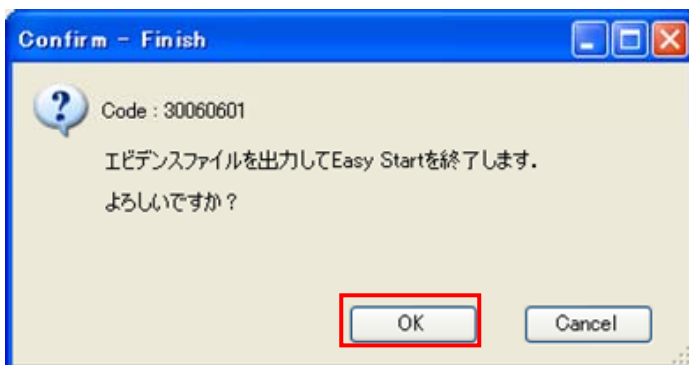 Confirm - Finish
?
Code : 30060601
エビデンスファイルを出力してEasy Startを終了します.
よろしいですか？
OK
Cancel